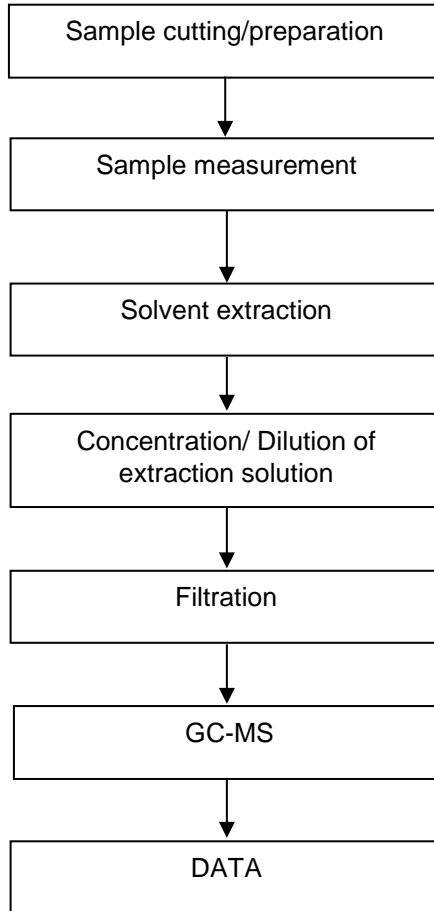 Sample cutting/preparation
Sample measurement
Solvent extraction
Concentration/ Dilution of
extraction solution
Filtration
GC-MS
DATA